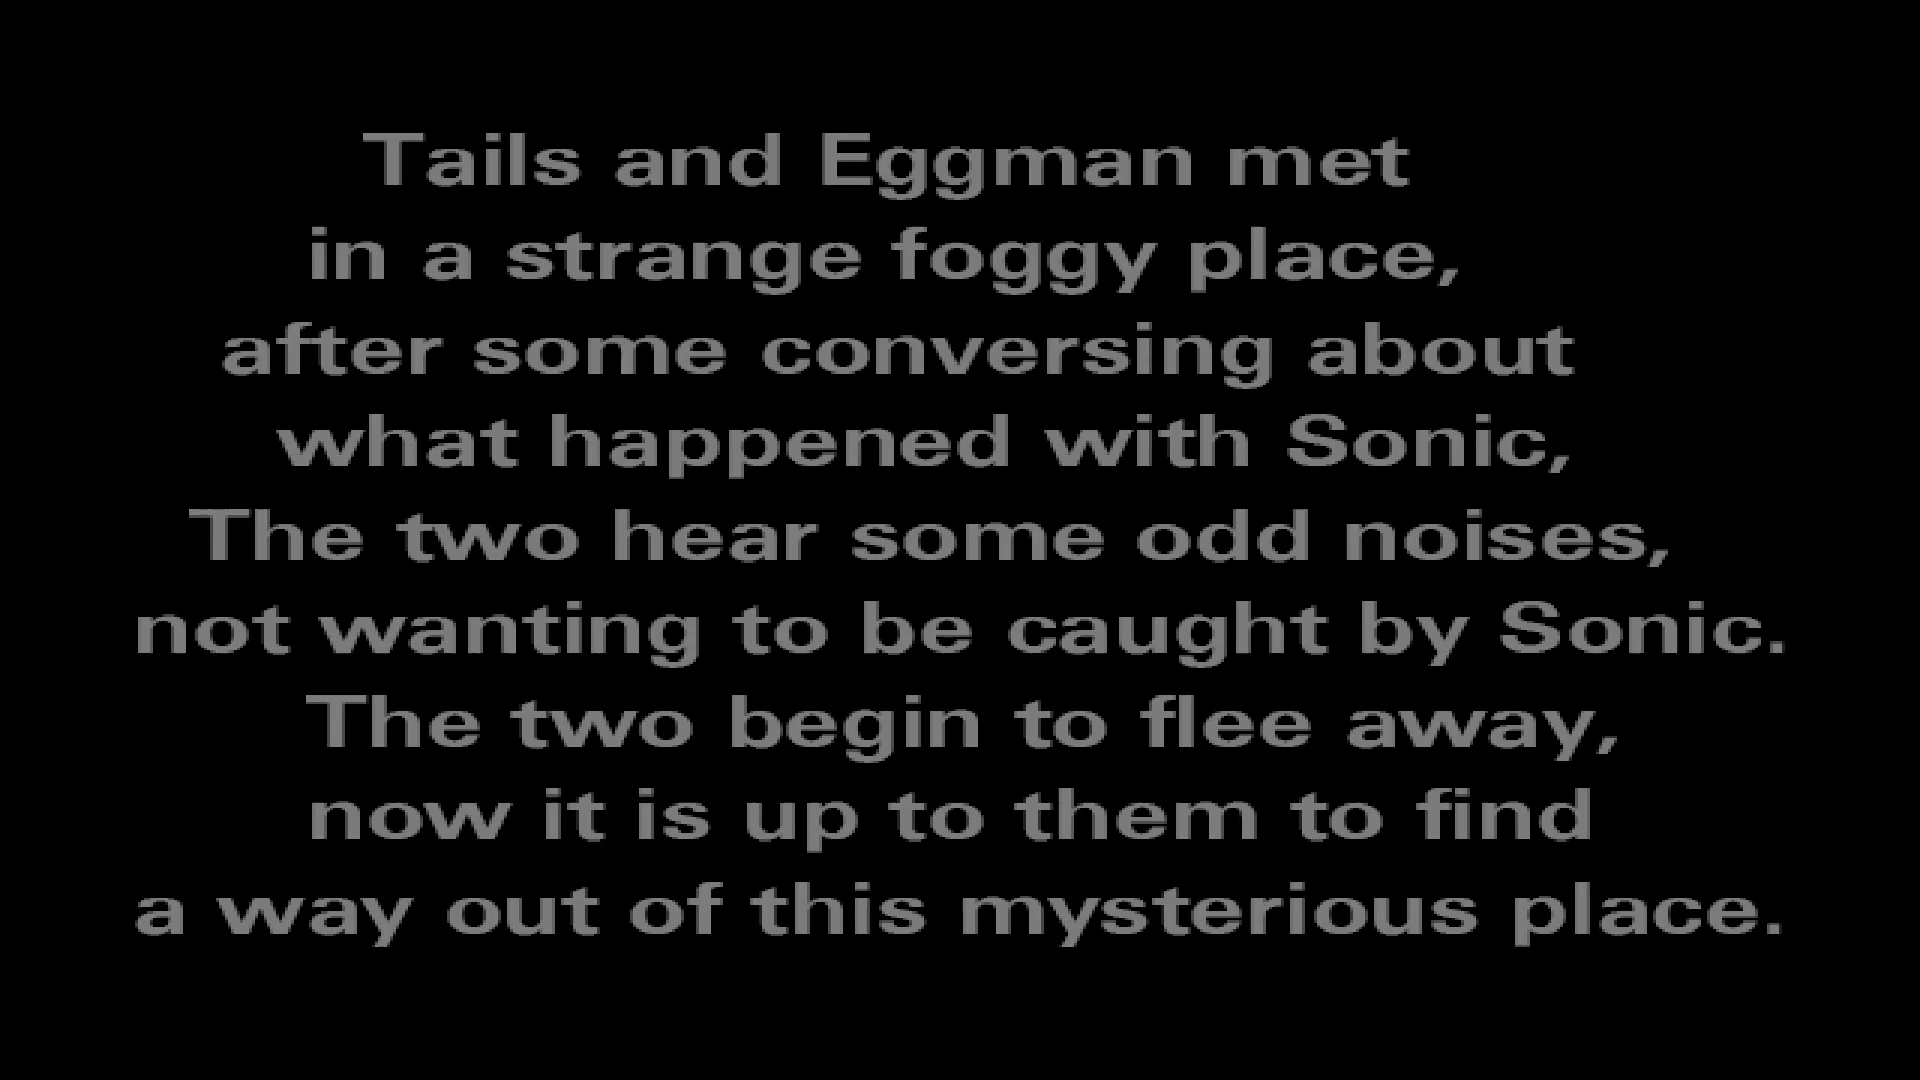 Tails and Eggman met
in a strange foggy place,
after some conversing about
what happened with Sonic,
The two hear some odd noises,
not wanting to be caught by Sonic.
The two begin to flee away,
now it is up to them to find
a way out of this mysterious place.